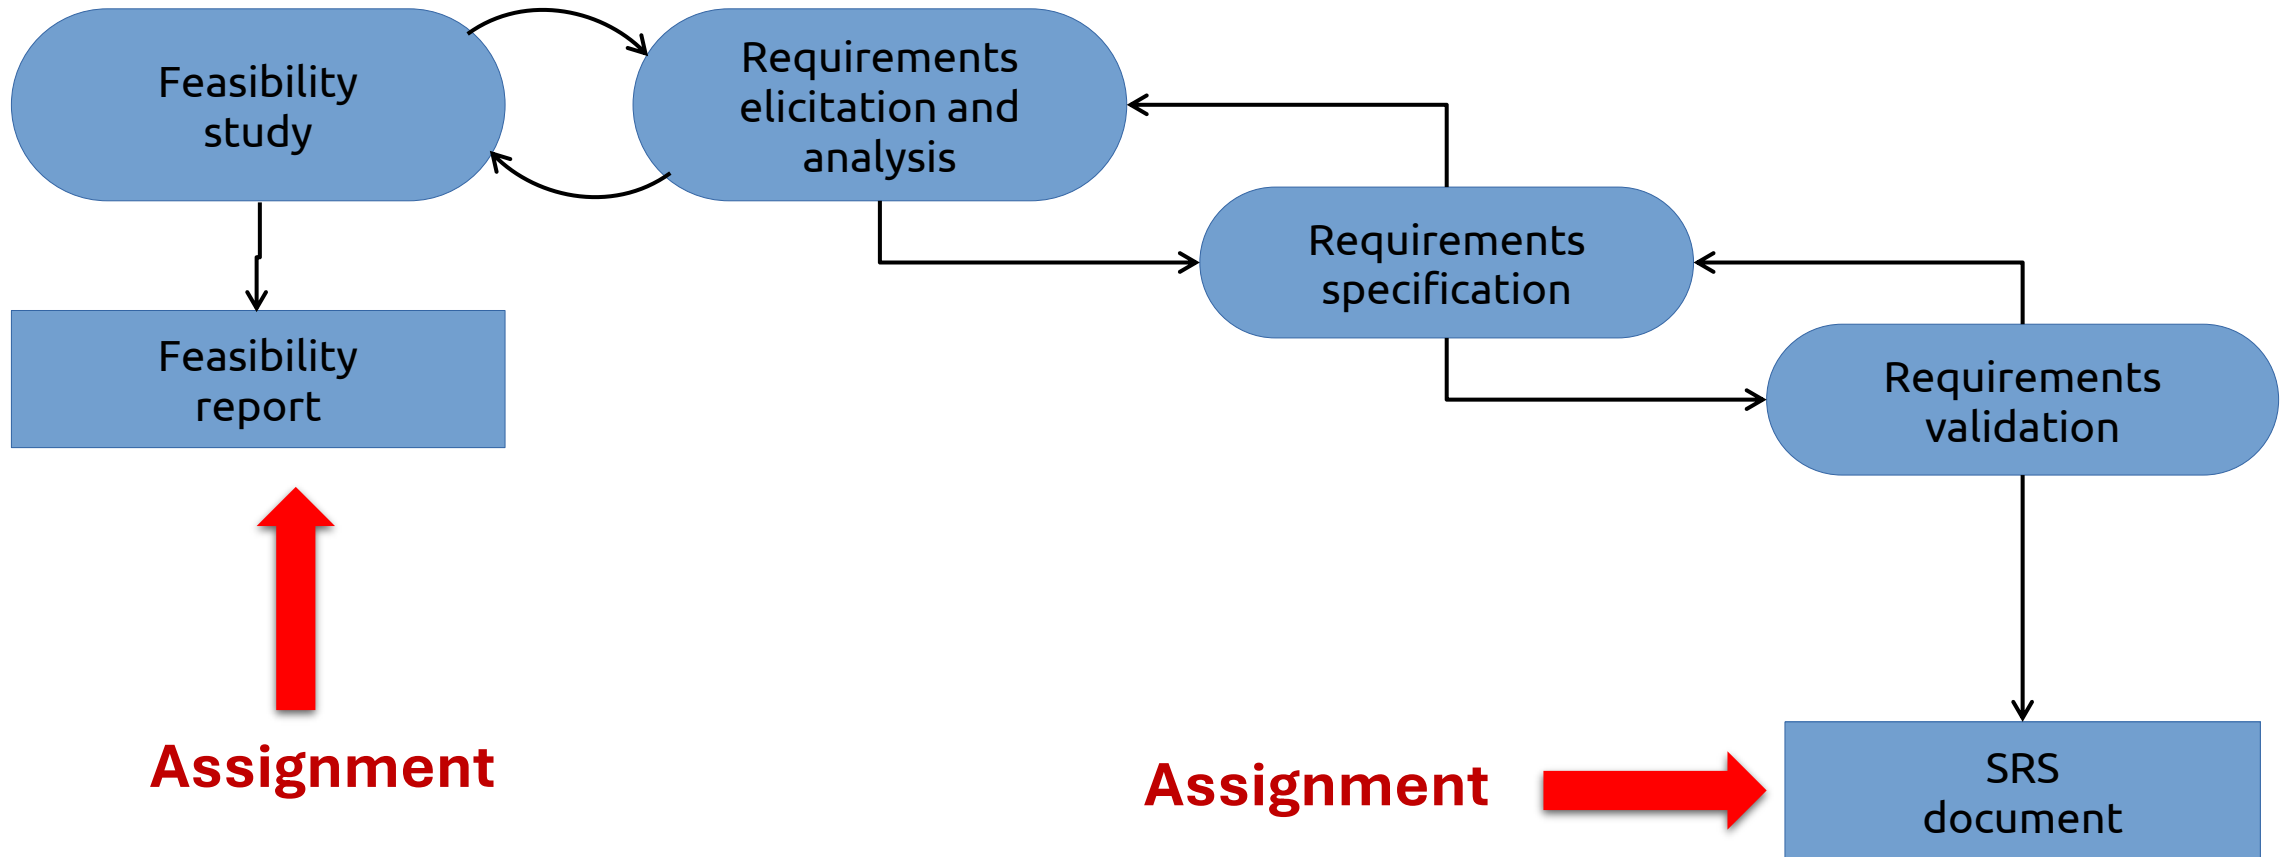 Feasibility
study
Requirements
elicitation and
analysis
Requirements
specification
Feasibility
report
Requirements
validation
Assignment
Assignment
SRS
document